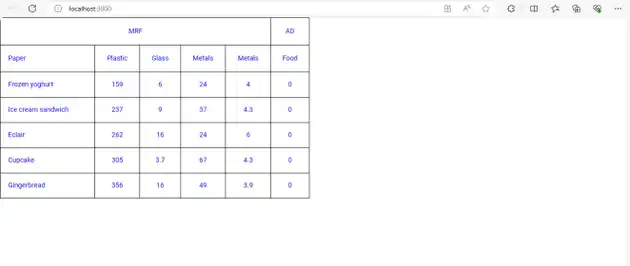 localhost:3000
MRF AD
Paper Plastic Glass Metals Metals Food
Frozen yoghurt 159 6 24 4 0
Ice cream sandwich 237 9 37 4.3 0
Eclair 262 16 24 6 0
Cupcake 305 3.7 67 4.3 0
Gingerbread 356 16 49 3.9 0